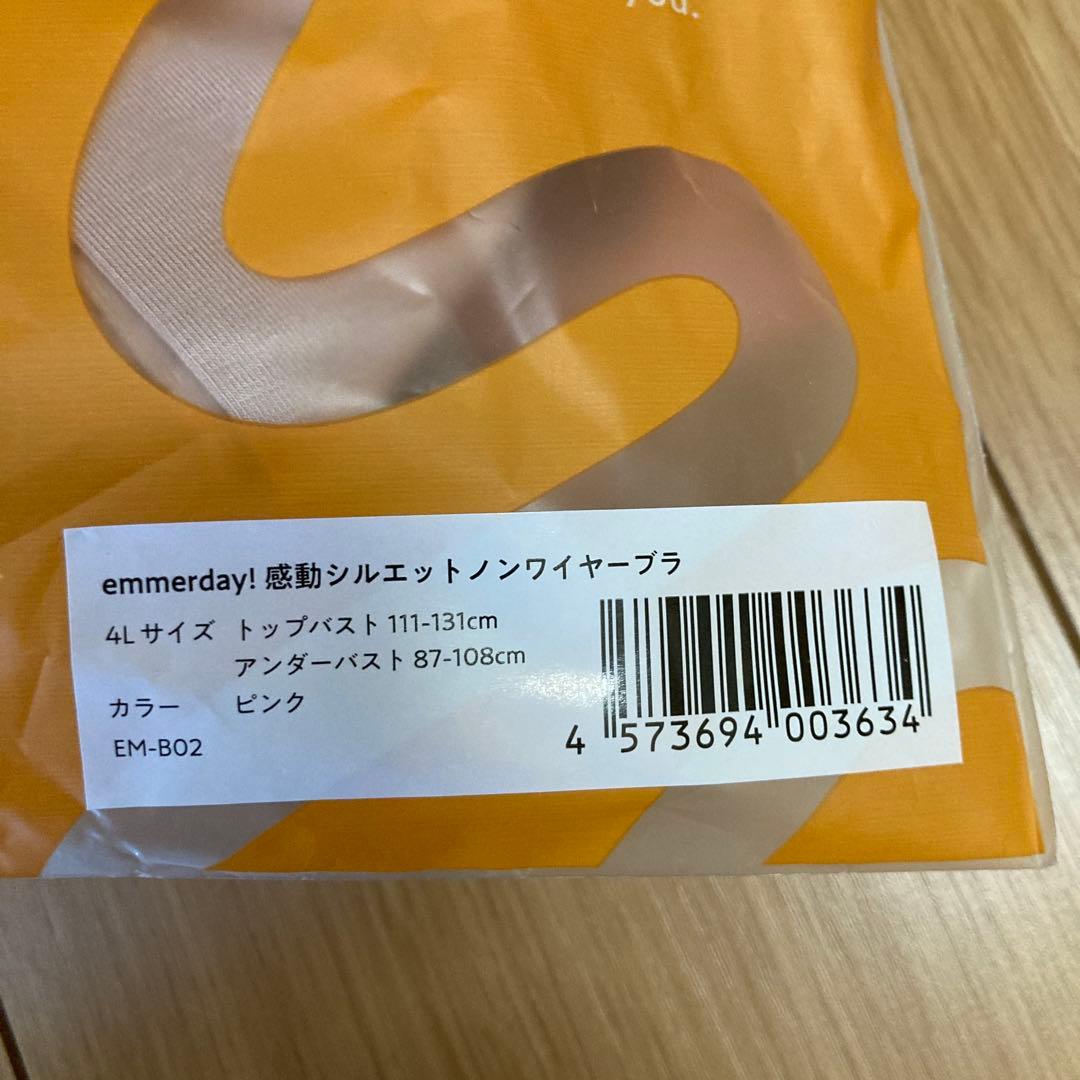 you.
emmerday! 感動シルエットノンワイヤーブラ
4Lサイズ トップバスト 111-131cm
アンダーバスト 87-108cm
カラー ピンク
EM-B02
4 573694 003634